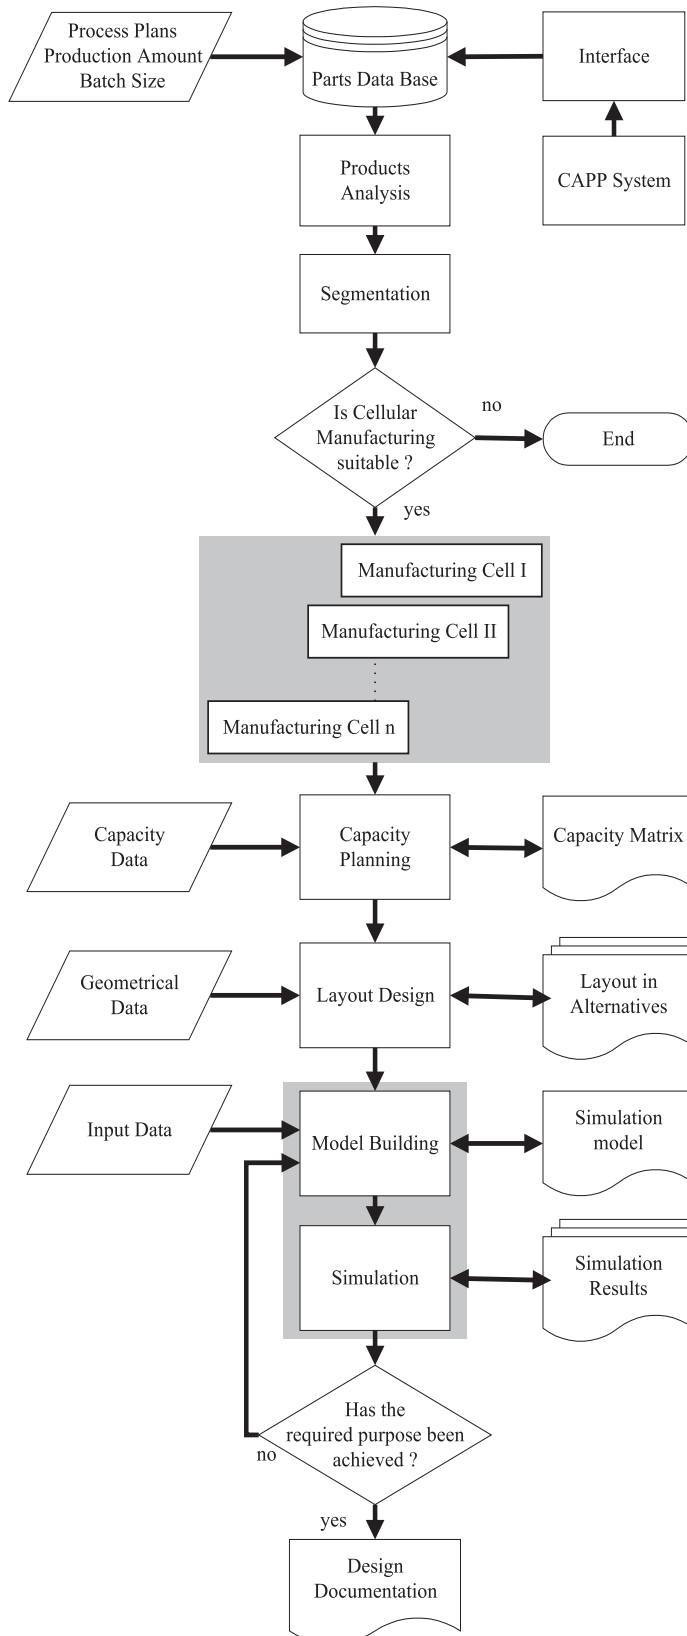 Process Plans
Production Amount
Batch Size
Parts Data Base
Interface
Products
Analysis
CAPP System
Segmentation
Is Cellular
Manufacturing
suitable ?
no
End
yes
Manufacturing Cell I
Manufacturing Cell II
Manufacturing Cell n
Capacity
Data
Capacity
Planning
Capacity Matrix
Geometrical
Data
Layout Design
Layout in
Alternatives
Input Data
Model Building
Simulation
model
Simulation
Simulation
Results
Has the
required purpose been
achieved ?
no
yes
Design
Documentation